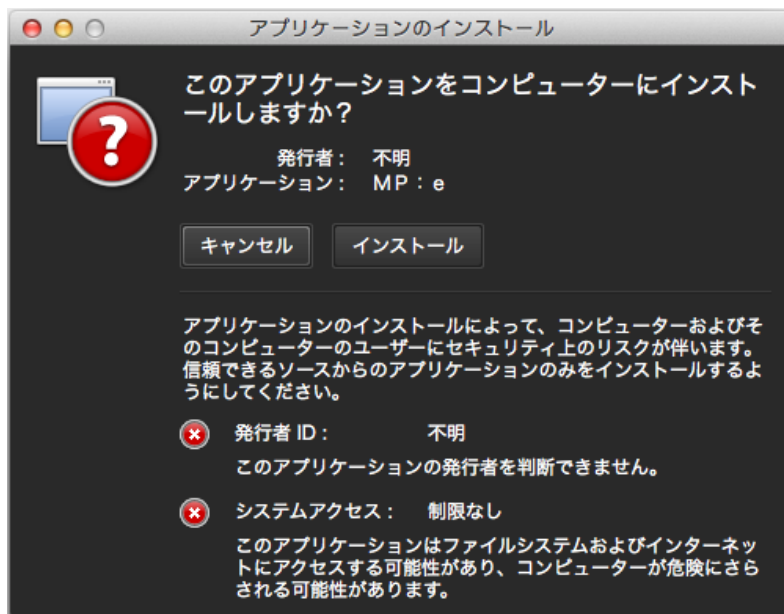 アプリケーションのインストール
このアプリケーションをコンピューターにインスト
ールしますか？
発行者： 不明
アプリケーション： ＭＰ：ｅ
キャンセル インストール
アプリケーションのインストールによって、コンピューターおよびそ
のコンピューターのユーザーにセキュリティ上のリスクが伴います。
信頼できるソースからのアプリケーションのみをインストールするよ
うにしてください。
発行者 ID： 不明
このアプリケーションの発行者を判断できません。
システムアクセス： 制限なし
このアプリケーションはファイルシステムおよびインターネッ
トにアクセスする可能性があり、コンピューターが危険にさら
される可能性があります。